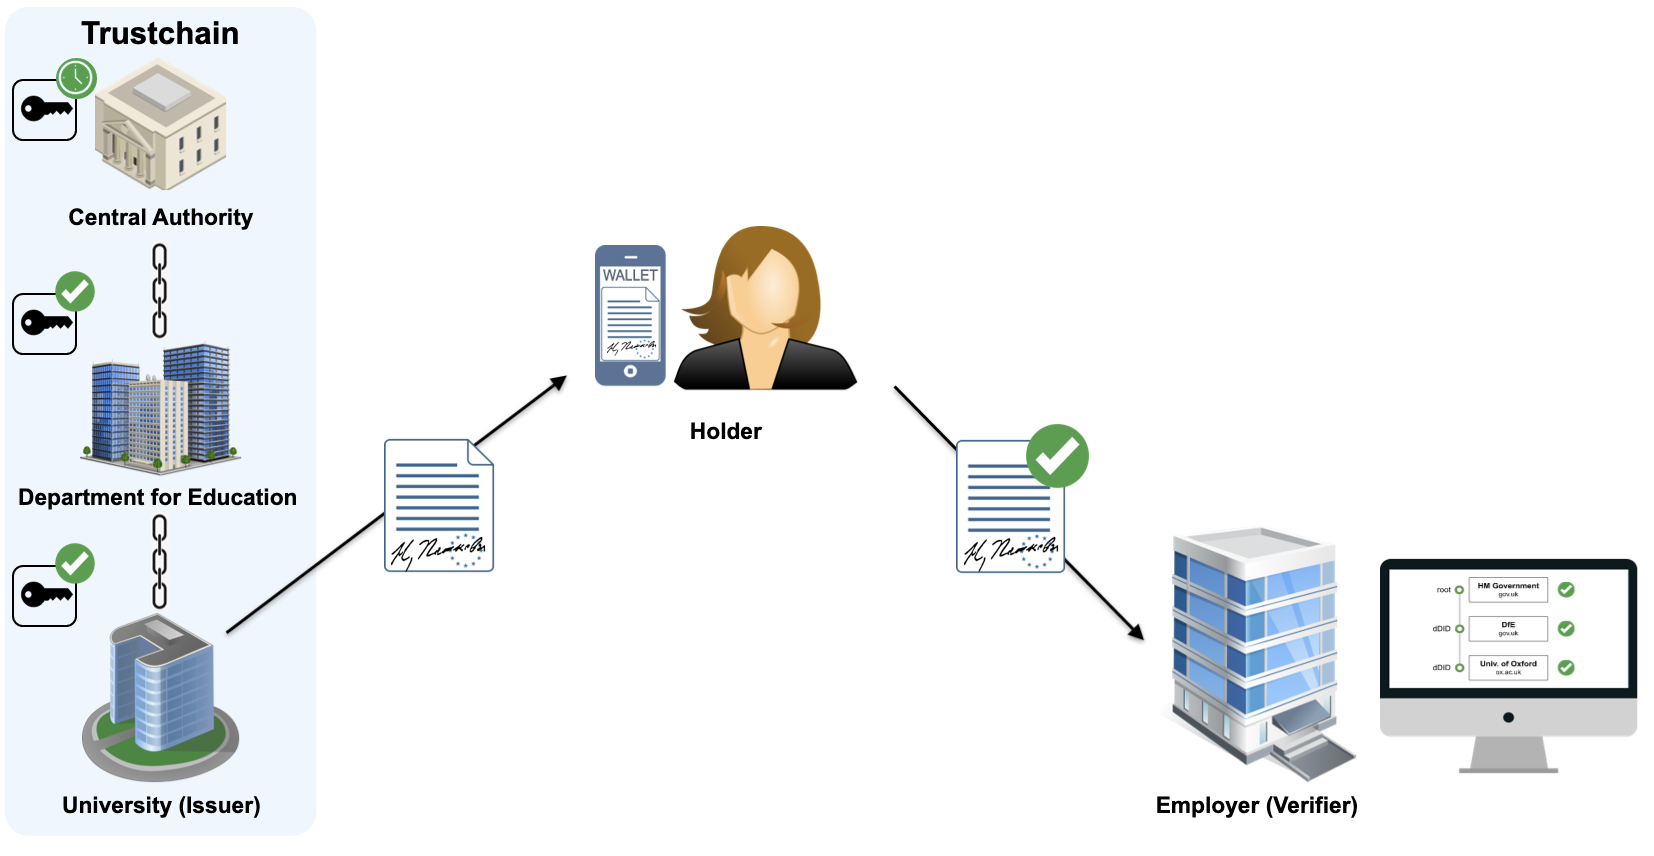 Trustchain
Central Authority
Department for Education
University (Issuer)
WALLET
Holder
Employer (Verifier)
root
HM Government
gov.uk
dDID
DfE
gov.uk
dDID
Univ. of Oxford
ox.ac.uk